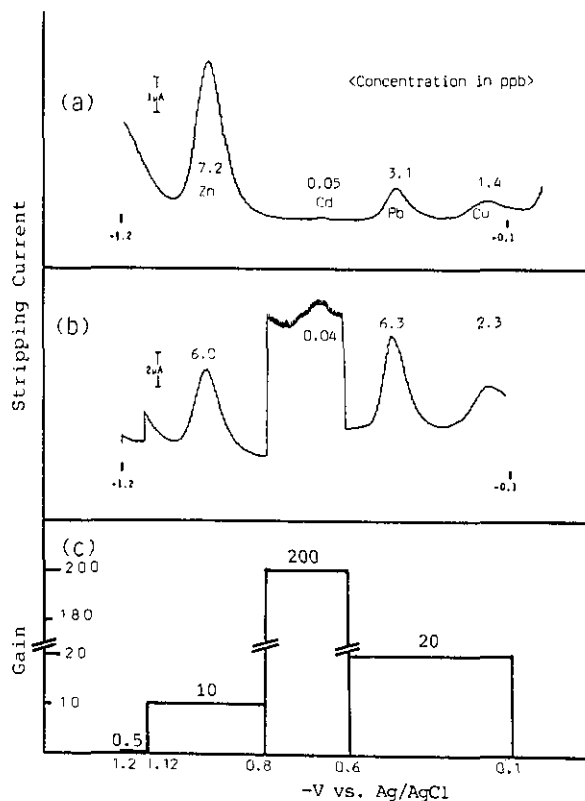 Stripping Current
(a)
1µA
<Concentration in ppb>
7.2
Zn
0.05
Cd
3.1
Pb
1.4
Cu
-1.2
-0.1
(b)
2µA
6.0
0.04
6.3
2.3
-1.2
-0.1
(c)
Gain
200
180
20
10
0.5
10
200
20
1.2 1.12 0.8 0.6 0.1
-V vs. Ag/AgCl